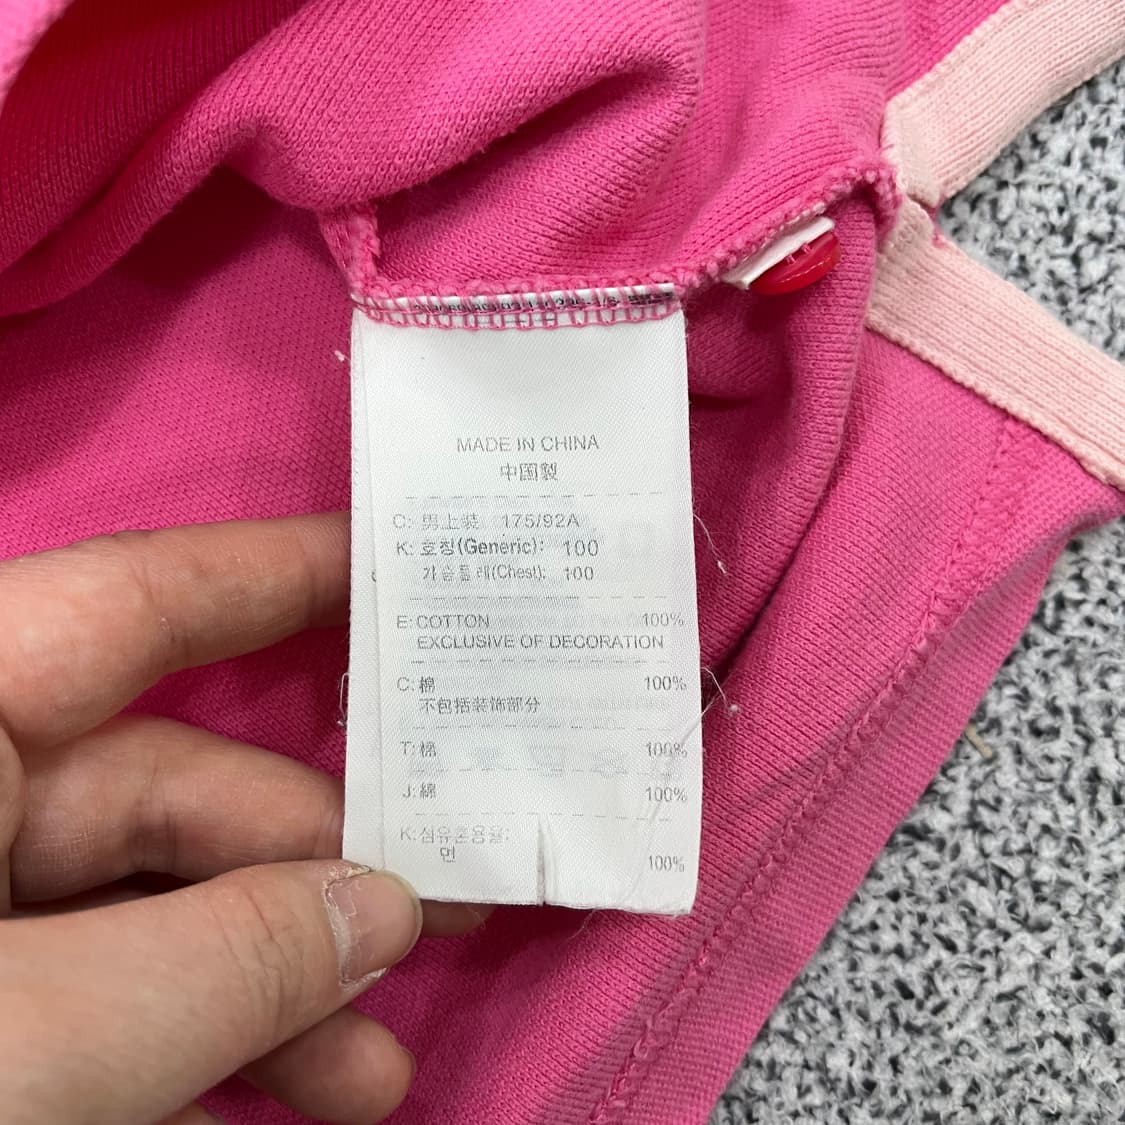 MADE IN CHINA
中国製
C: 男上装 175/92A
K: 호칭(Generic): 100
가슴둘레(Chest): 100
E: COTTON 100%
EXCLUSIVE OF DECORATION
C: 棉 100%
不包括装饰部分
T: 棉 100%
J: 綿 100%
K: 섬유혼용율:
면 100%